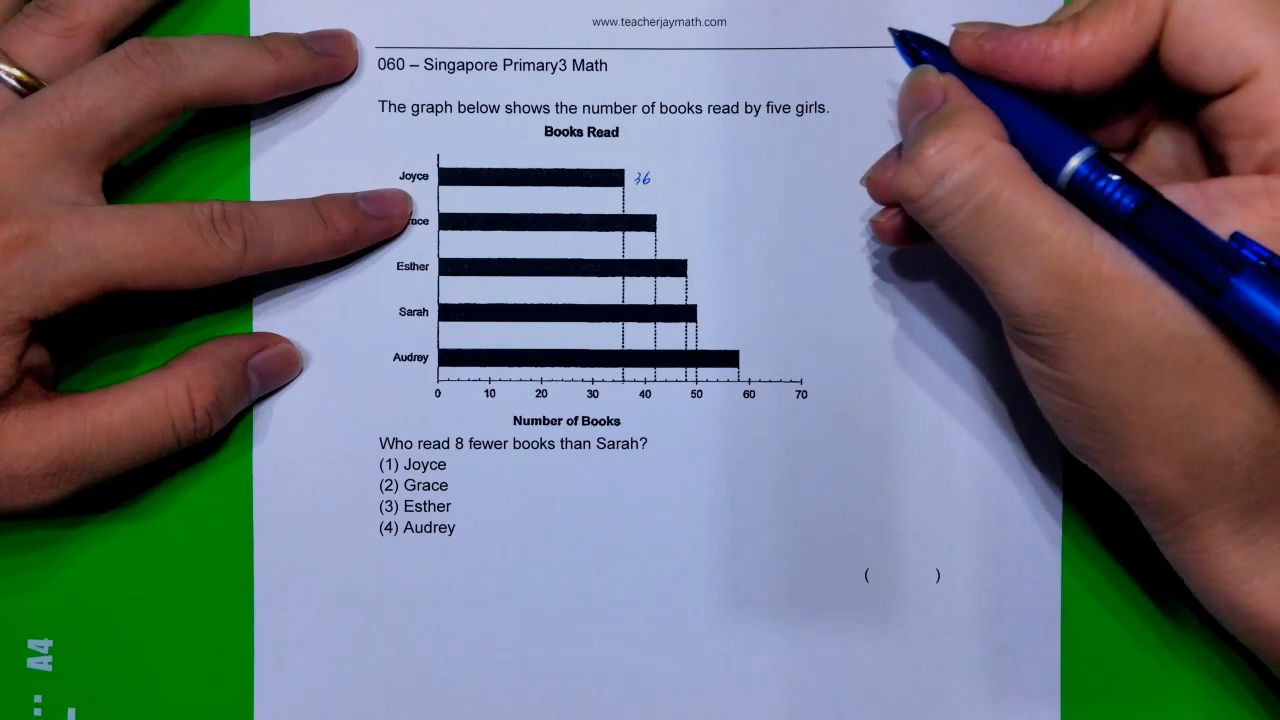 www.teacherjaymath.com
060 – Singapore Primary3 Math
The graph below shows the number of books read by five girls.
Books Read
Joyce
36
race
Esther
Sarah
Audrey
0 10 20 30 40 50 60 70
Number of Books
Who read 8 fewer books than Sarah?
(1) Joyce
(2) Grace
(3) Esther
(4) Audrey
( )
A4